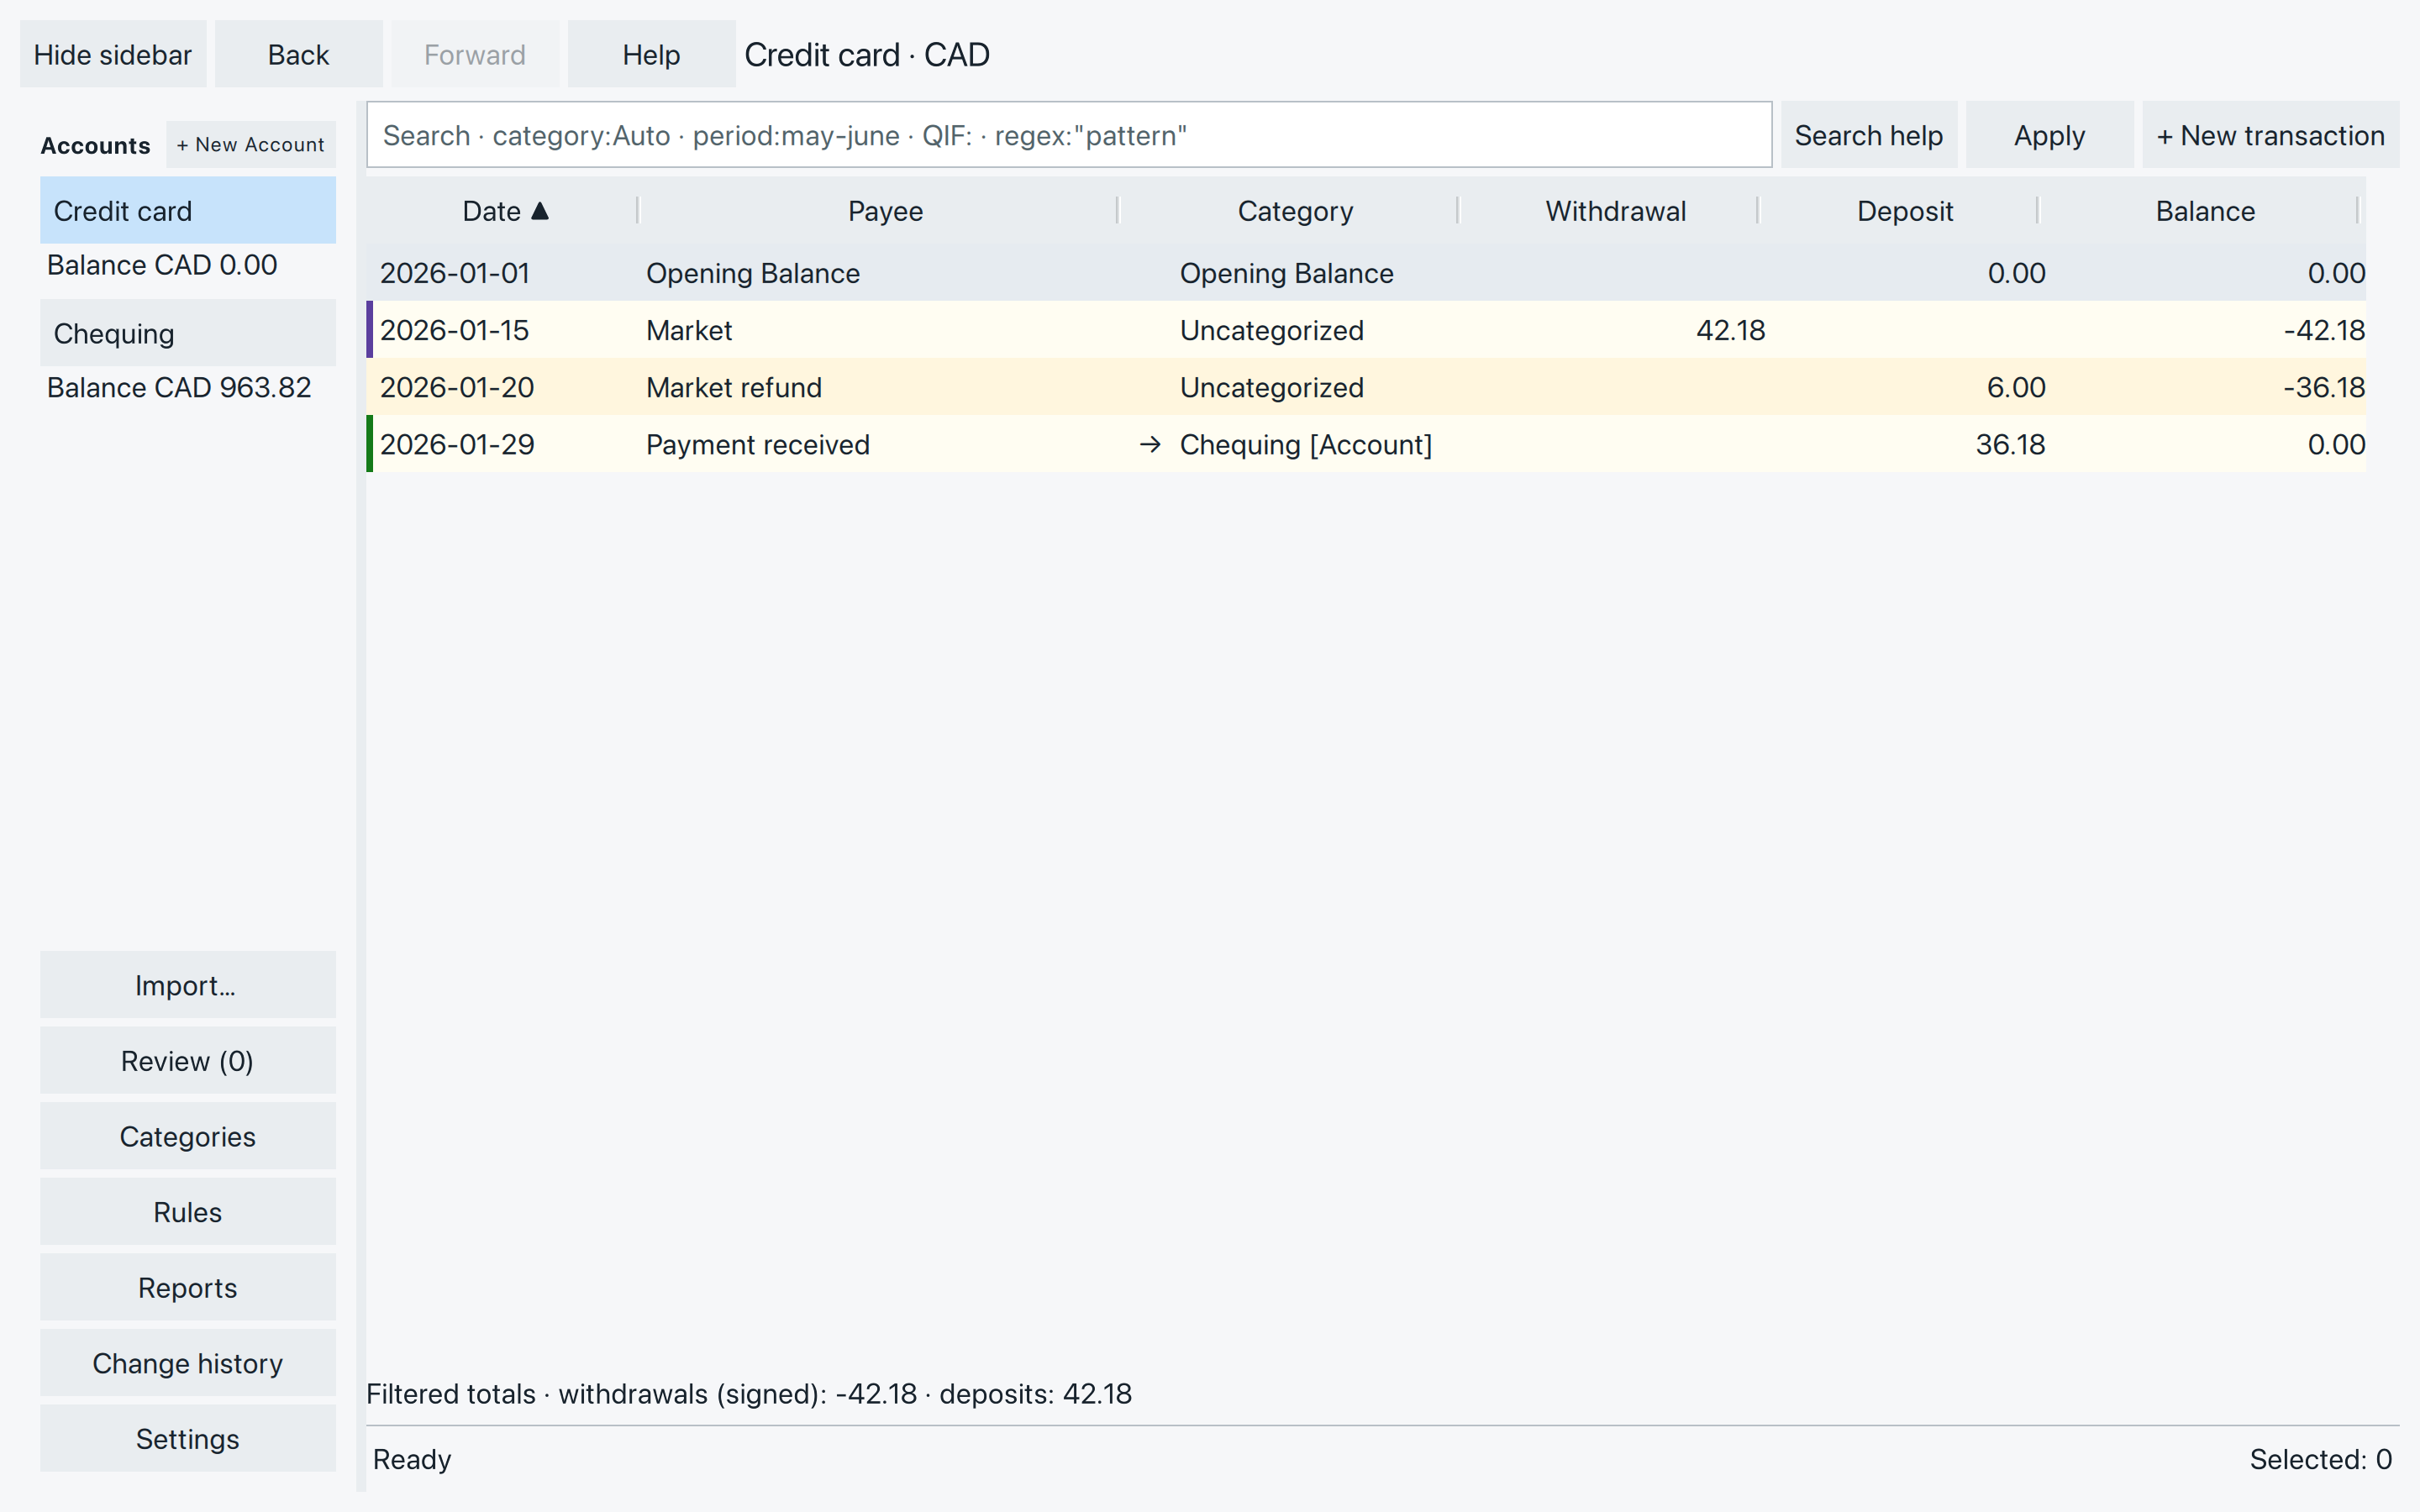 Hide sidebar Back Forward Help Credit card · CAD
Accounts + New Account
Credit card
Balance CAD 0.00
Chequing
Balance CAD 963.82
Import...
Review (0)
Categories
Rules
Reports
Change history
Settings
Search · category:Auto · period:may-june · QIF: · regex:"pattern" Search help Apply + New transaction
Date ▲ Payee Category Withdrawal Deposit Balance
2026-01-01 Opening Balance Opening Balance 0.00 0.00
2026-01-15 Market Uncategorized 42.18 -42.18
2026-01-20 Market refund Uncategorized 6.00 -36.18
2026-01-29 Payment received → Chequing [Account] 36.18 0.00
Filtered totals · withdrawals (signed): -42.18 · deposits: 42.18
Ready Selected: 0